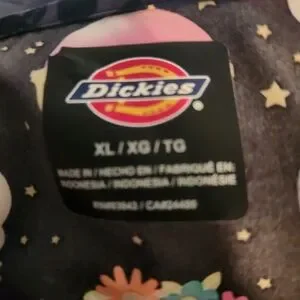 Dickies
®
XL / XG / TG
MADE IN / HECHO EN / FABRIQUÉ EN:
INDONESIA / INDONESIA / INDONÉSIE